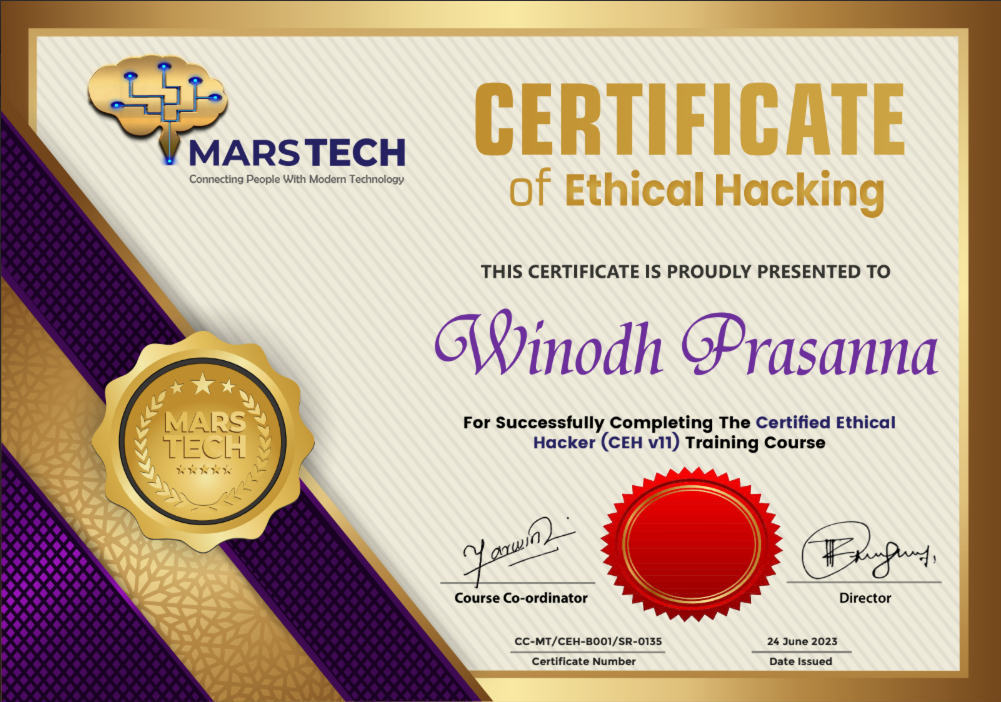 MARS TECH
Connecting People With Modern Technology
CERTIFICATE
of Ethical Hacking
THIS CERTIFICATE IS PROUDLY PRESENTED TO
Winodh Prasanna
For Successfully Completing The Certified Ethical
Hacker (CEH v11) Training Course
MARS
TECH
Course Co-ordinator
Director
CC-MT/CEH-B001/SR-0135
Certificate Number
24 June 2023
Date Issued